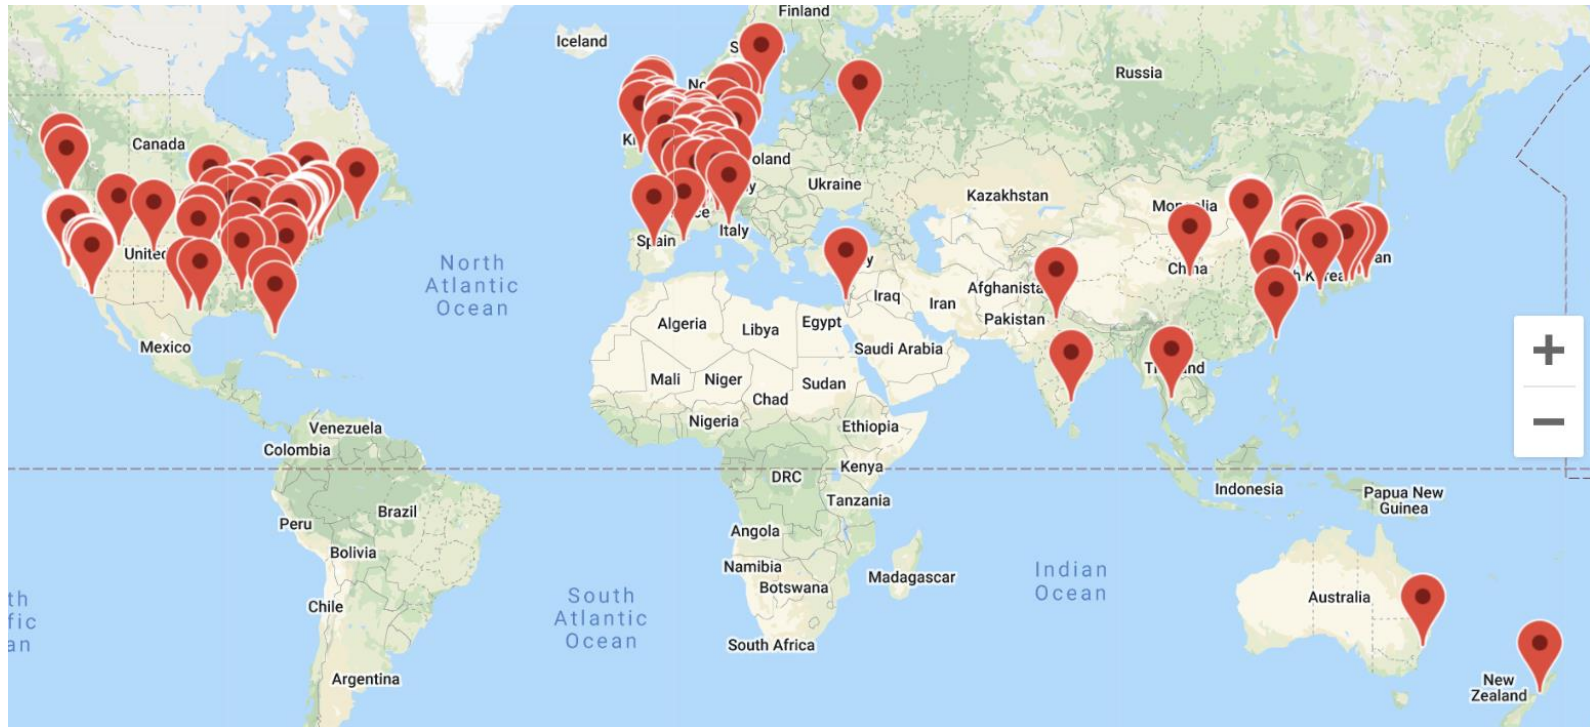 Finland
Iceland
Russia
Canada
Ukraine
Kazakhstan
Italy
Spain
North
Atlantic
Ocean
China
Iraq
Iran
Pakistan
Algeria
Libya
Egypt
Saudi Arabia
Mexico
Mali
Niger
Chad
Sudan
Nigeria
Ethiopia
Venezuela
Colombia
DRC
Kenya
Tanzania
Indonesia
Papua New
Guinea
Peru
Brazil
Angola
Bolivia
Namibia
Botswana
Madagascar
Indian
Ocean
Australia
Chile
South
Atlantic
Ocean
South Africa
Argentina
New
Zealand
+
−